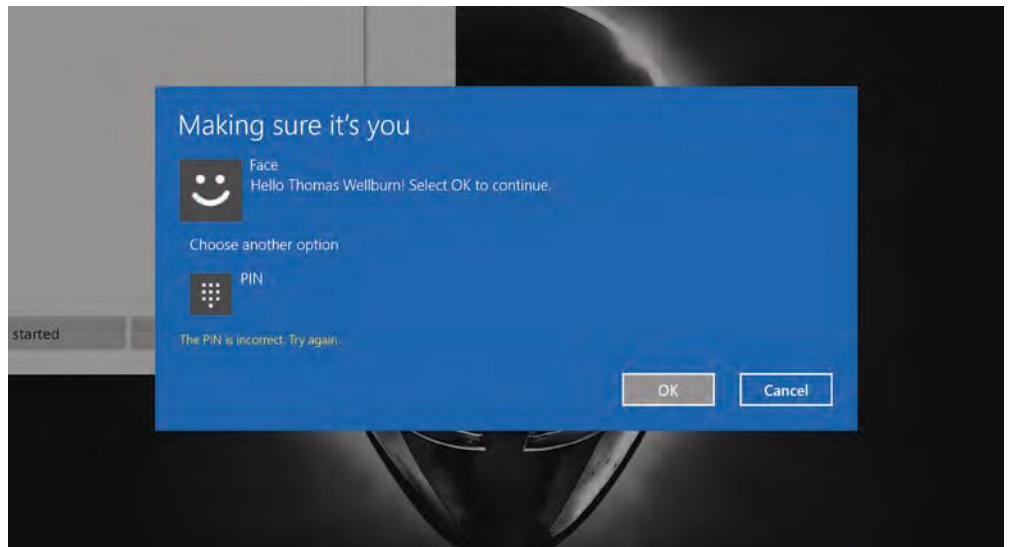 Making sure it's you
Face
Hello Thomas Wellburn! Select OK to continue.
Choose another option
PIN
started
The PIN is incorrect. Try again.
OK
Cancel